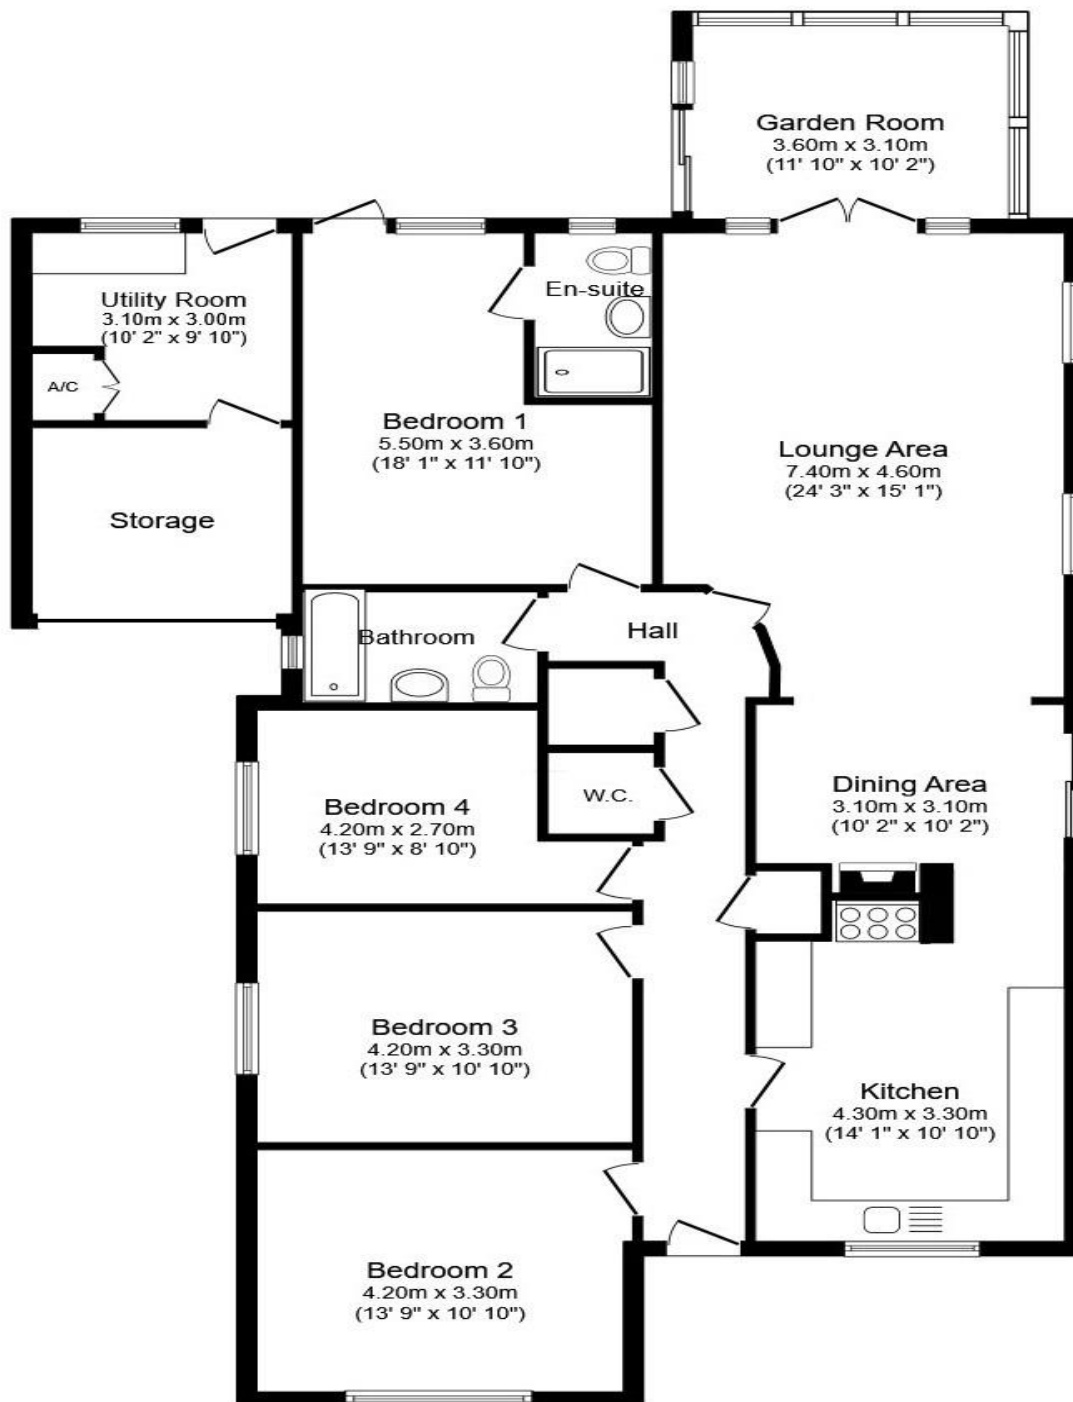 Garden Room
3.60m x 3.10m
(11' 10" x 10' 2")
Utility Room
3.10m x 3.00m
(10' 2" x 9' 10")
En-suite
A/C
Bedroom 1
5.50m x 3.60m
(18' 1" x 11' 10")
Lounge Area
7.40m x 4.60m
(24' 3" x 15' 1")
Storage
Bathroom
Hall
W.C.
Bedroom 4
4.20m x 2.70m
(13' 9" x 8' 10")
Dining Area
3.10m x 3.10m
(10' 2" x 10' 2")
Bedroom 3
4.20m x 3.30m
(13' 9" x 10' 10")
Kitchen
4.30m x 3.30m
(14' 1" x 10' 10")
Bedroom 2
4.20m x 3.30m
(13' 9" x 10' 10")